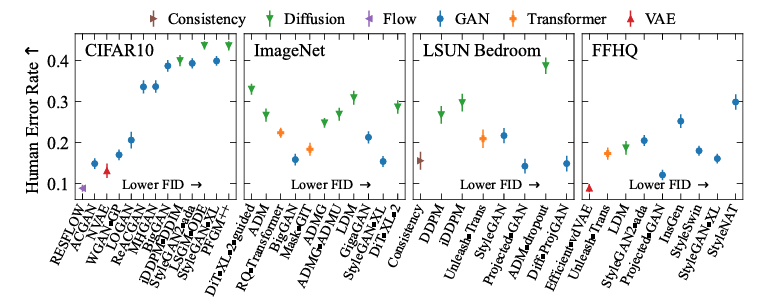 Consistency Diffusion Flow GAN Transformer VAE
Human Error Rate ↑
0.4
0.3
0.2
0.1
CIFAR10
Lower FID →
RESFLOW
ACGAN
NVAE
WGAN•GP
LOGAN
ReACGAN
MHGAN
BigGAN
iDDPM•DDIM
StyleGAN2•ada
LSGM•ODE
StyleGAN•XL
PFGM++
ImageNet
Lower FID →
DiT•XL•2•guided
ADM
RQ•Transformer
BigGAN
Mask•GIT
ADMG
ADMG•ADMU
LDM
GigaGAN
StyleGAN•XL
DiT•XL•2
LSUN Bedroom
Lower FID →
Consistency
DDPM
iDDPM
Unleash•Trans
StyleGAN
Projected•GAN
ADM•dropout
Diff•ProjGAN
FFHQ
Lower FID →
Efficient•vdVAE
Unleash•Trans
LDM
StyleGAN2•ada
Projected•GAN
InsGen
StyleSwin
StyleGAN•XL
StyleNAT